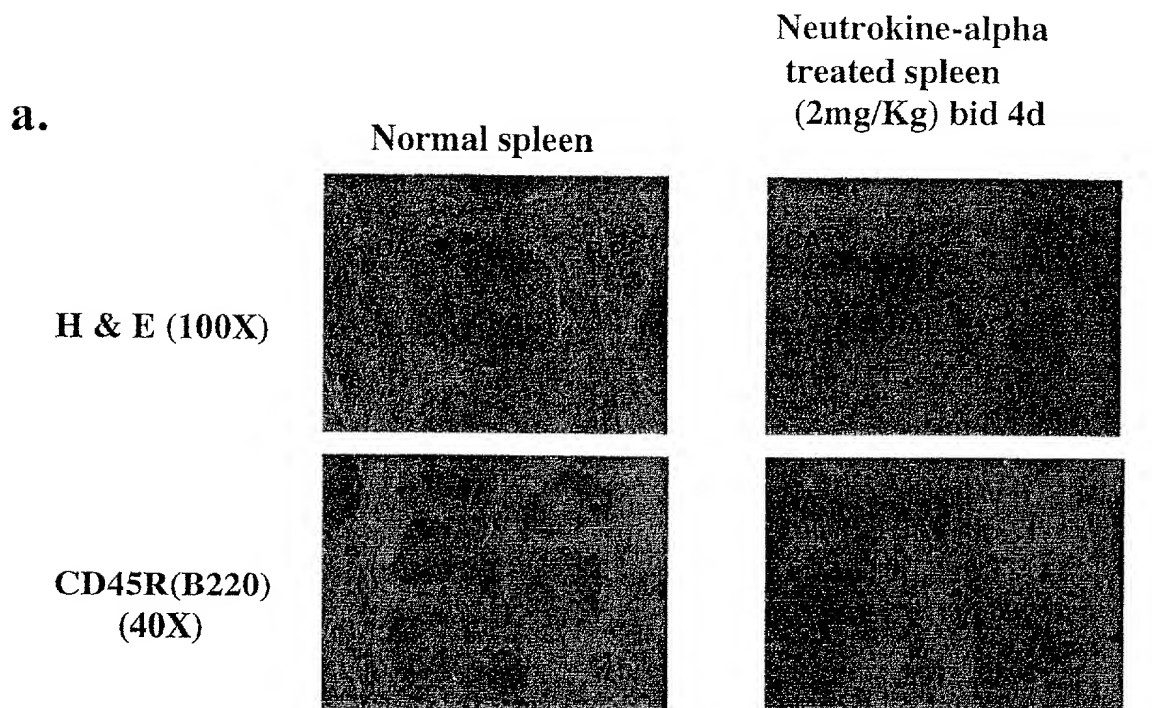 a.
Normal spleen
Neutrokine-alpha
treated spleen
(2mg/Kg) bid 4d
H & E (100X)
CD45R(B220)
(40X)